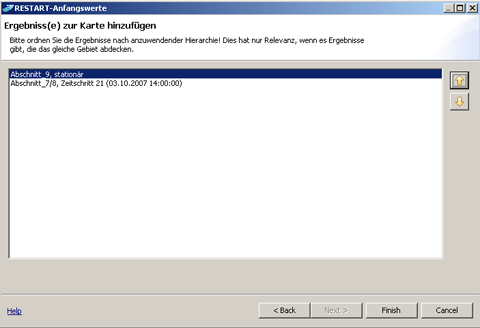 RESTART-Anfangswerte
Ergebniss(e) zur Karte hinzufügen
Bitte ordnen Sie die Ergebnisse nach anzuwendender Hierarchie! Dies hat nur Relevanz, wenn es Ergebnisse
gibt, die das gleiche Gebiet abdecken.
Abschnitt_9, stationär
Abschnitt_7/8, Zeitschritt 21 (03.10.2007 14:00:00)
Help
< Back
Next >
Finish
Cancel